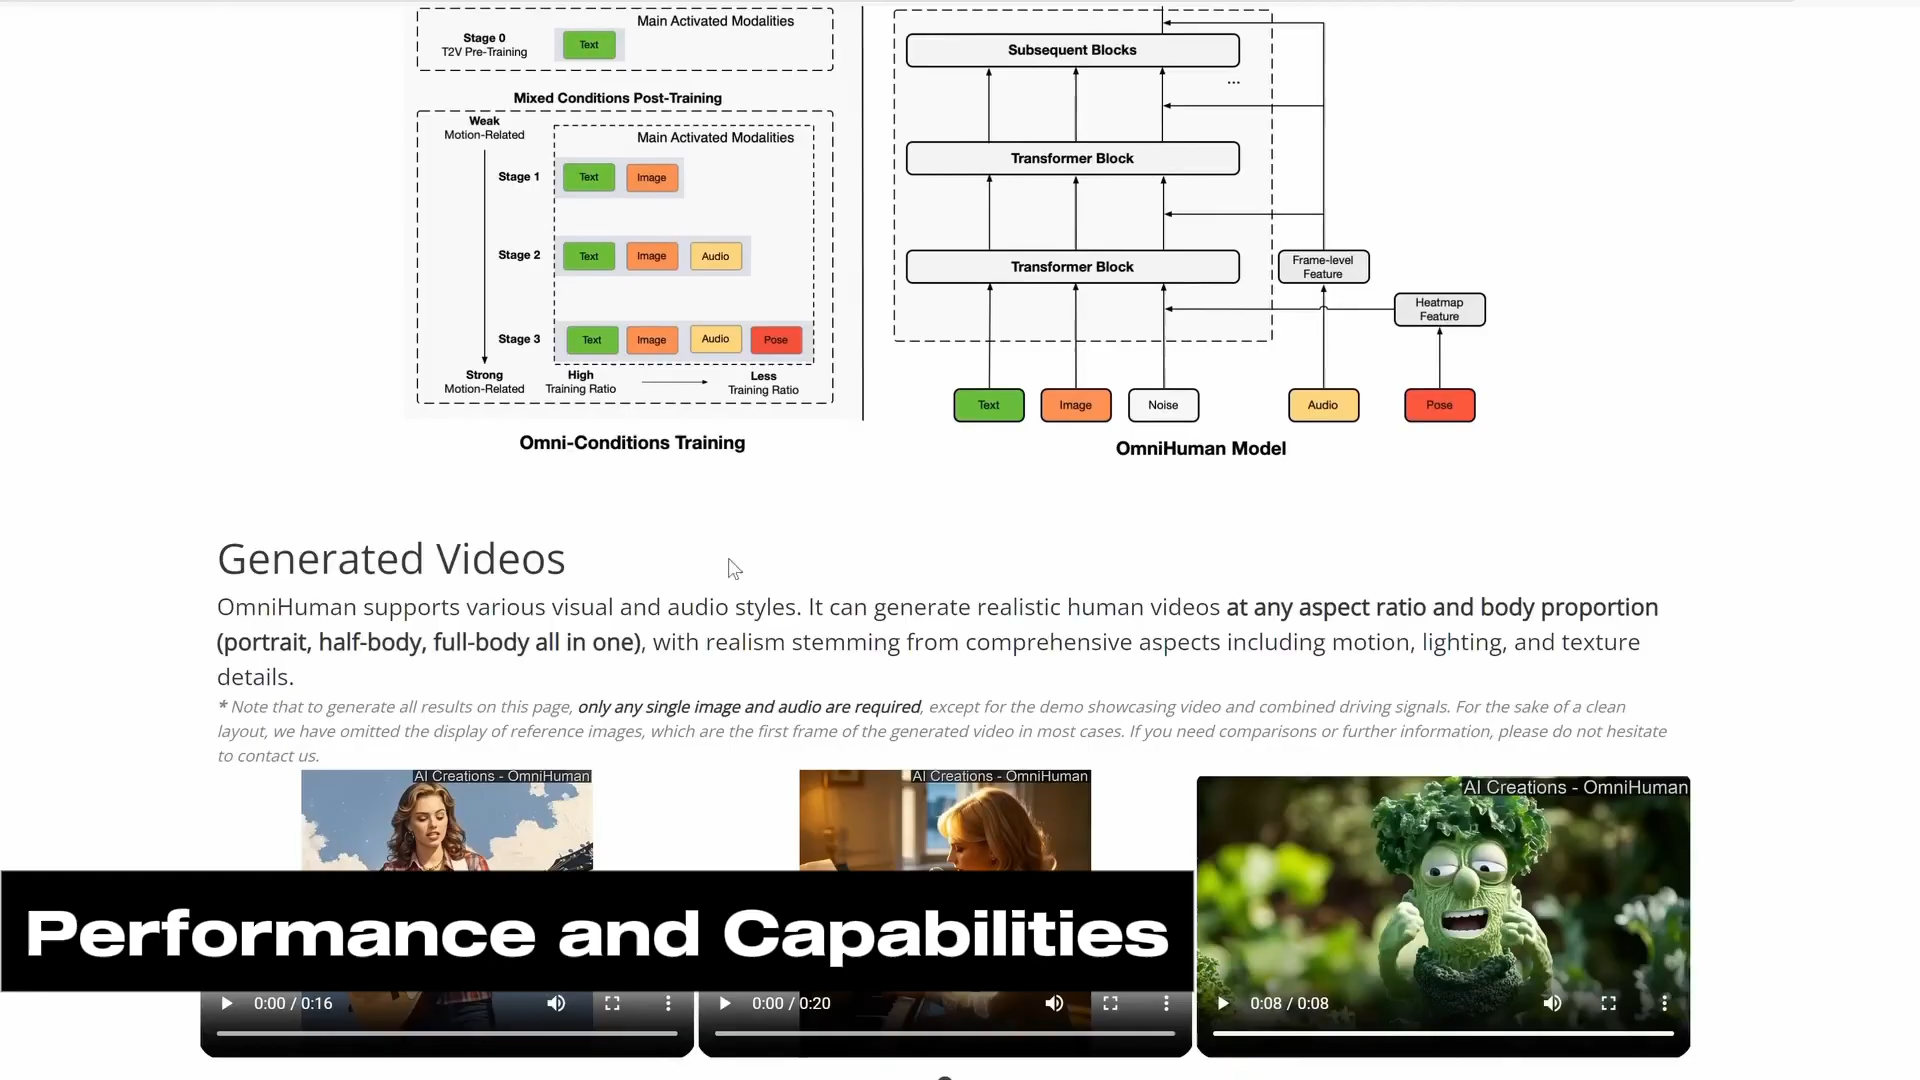 Main Activated Modalities
Stage 0
T2V Pre-Training
Text
Mixed Conditions Post-Training
Weak
Motion-Related
Main Activated Modalities
Stage 1
Text
Image
Stage 2
Text
Image
Audio
Stage 3
Text
Image
Audio
Pose
Strong
Motion-Related
High
Training Ratio
Less
Training Ratio
Omni-Conditions Training
Subsequent Blocks
...
Transformer Block
Transformer Block
Frame-level
Feature
Heatmap
Feature
Text
Image
Noise
Audio
Pose
OmniHuman Model
Generated Videos
OmniHuman supports various visual and audio styles. It can generate realistic human videos at any aspect ratio and body proportion
(portrait, half-body, full-body all in one), with realism stemming from comprehensive aspects including motion, lighting, and texture
details.
* Note that to generate all results on this page, only any single image and audio are required, except for the demo showcasing video and combined driving signals. For the sake of a clean
layout, we have omitted the display of reference images, which are the first frame of the generated video in most cases. If you need comparisons or further information, please do not hesitate
to contact us.
AI Creations - OmniHuman
AI Creations - OmniHuman
AI Creations - OmniHuman
Performance and Capabilities
0:00 / 0:16
0:00 / 0:20
0:08 / 0:08